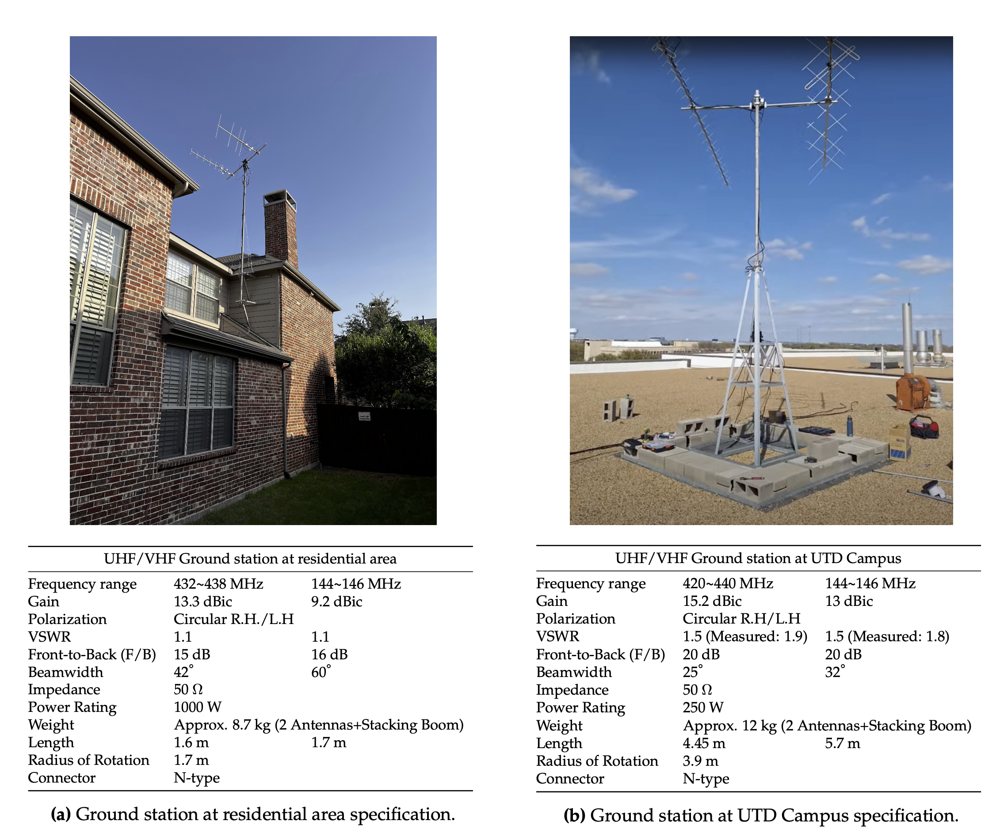 UHF/VHF Ground station at residential area
Frequency range 432~438 MHz 144~146 MHz
Gain 13.3 dBic 9.2 dBic
Polarization Circular R.H./L.H
VSWR 1.1 1.1
Front-to-Back (F/B) 15 dB 16 dB
Beamwidth 42° 60°
Impedance 50 Ω
Power Rating 1000 W
Weight Approx. 8.7 kg (2 Antennas+Stacking Boom)
Length 1.6 m 1.7 m
Radius of Rotation 1.7 m
Connector N-type
(a) Ground station at residential area specification.
UHF/VHF Ground station at UTD Campus
Frequency range 420~440 MHz 144~146 MHz
Gain 15.2 dBic 13 dBic
Polarization Circular R.H/L.H
VSWR 1.5 (Measured: 1.9) 1.5 (Measured: 1.8)
Front-to-Back (F/B) 20 dB 20 dB
Beamwidth 25° 32°
Impedance 50 Ω
Power Rating 250 W
Weight Approx. 12 kg (2 Antennas+Stacking Boom)
Length 4.45 m 5.7 m
Radius of Rotation 3.9 m
Connector N-type
(b) Ground station at UTD Campus specification.